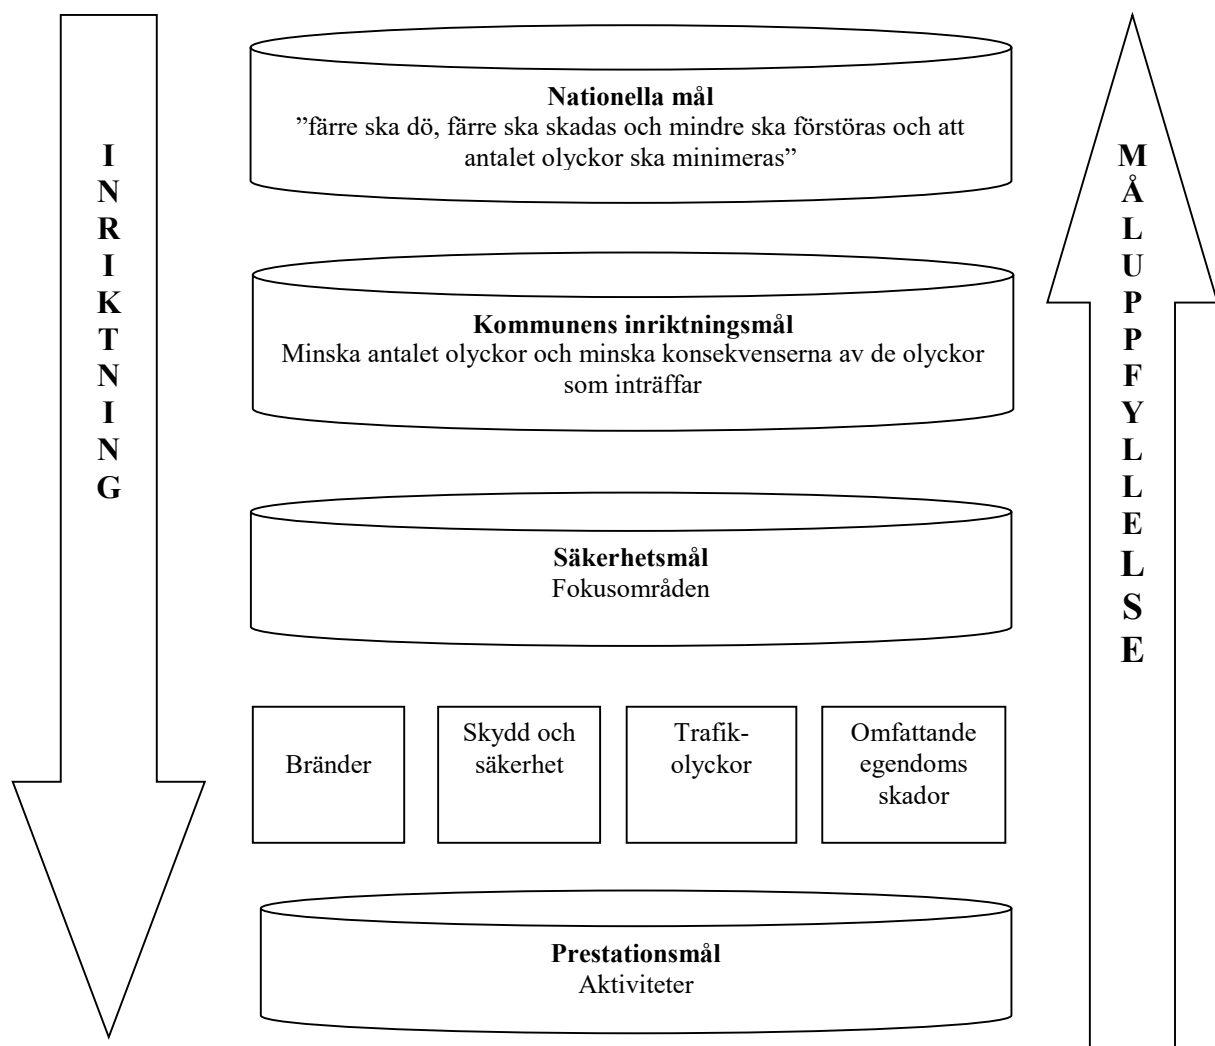 INRIKTNING
Nationella mål
”färre ska dö, färre ska skadas och mindre ska förstöras och att
antalet olyckor ska minimeras”
Kommunens inriktningsmål
Minska antalet olyckor och minska konsekvenserna av de olyckor
som inträffar
Säkerhetsmål
Fokusområden
Bränder
Skydd och
säkerhet
Trafik-
olyckor
Omfattande
egendoms
skador
Prestationsmål
Aktiviteter
MÅLUPPFYLLELSE